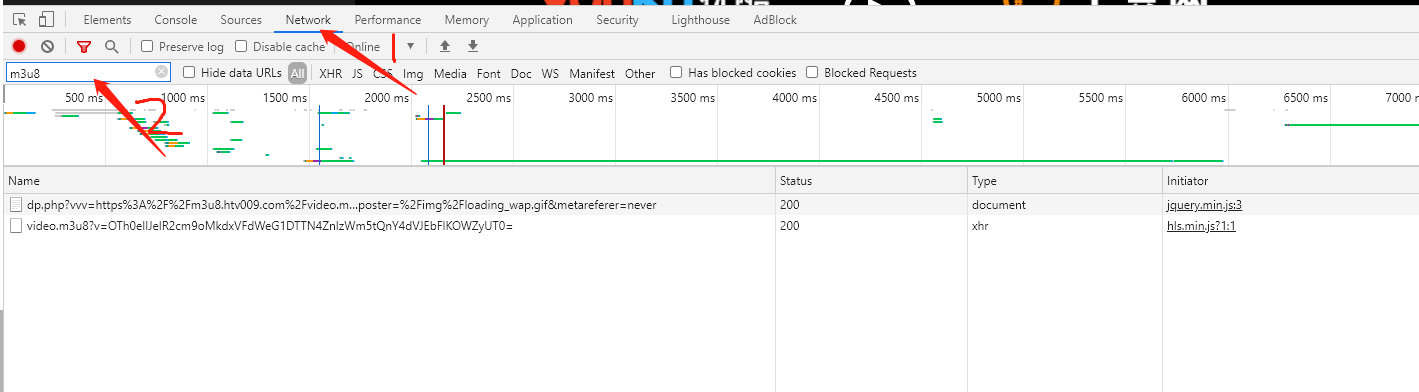 Elements Console Sources Network Performance Memory Application Security Lighthouse AdBlock
Preserve log Disable cache Online 1
m3u8 Hide data URLs All XHR JS CSS Img Media Font Doc WS Manifest Other Has blocked cookies Blocked Requests
500 ms 1000 ms 1500 ms 2000 ms 2500 ms 3000 ms 3500 ms 4000 ms 4500 ms 5000 ms 5500 ms 6000 ms 6500 ms 7000 m
2
Name Status Type Initiator
dp.php?vvv=https%3A%2F%2Fm3u8.htv009.com%2Fvideo.m...poster=%2Fimg%2Floading_wap.gif&metareferer=never 200 document jquery.min.js:3
200 xhr hls.min.js?1:1